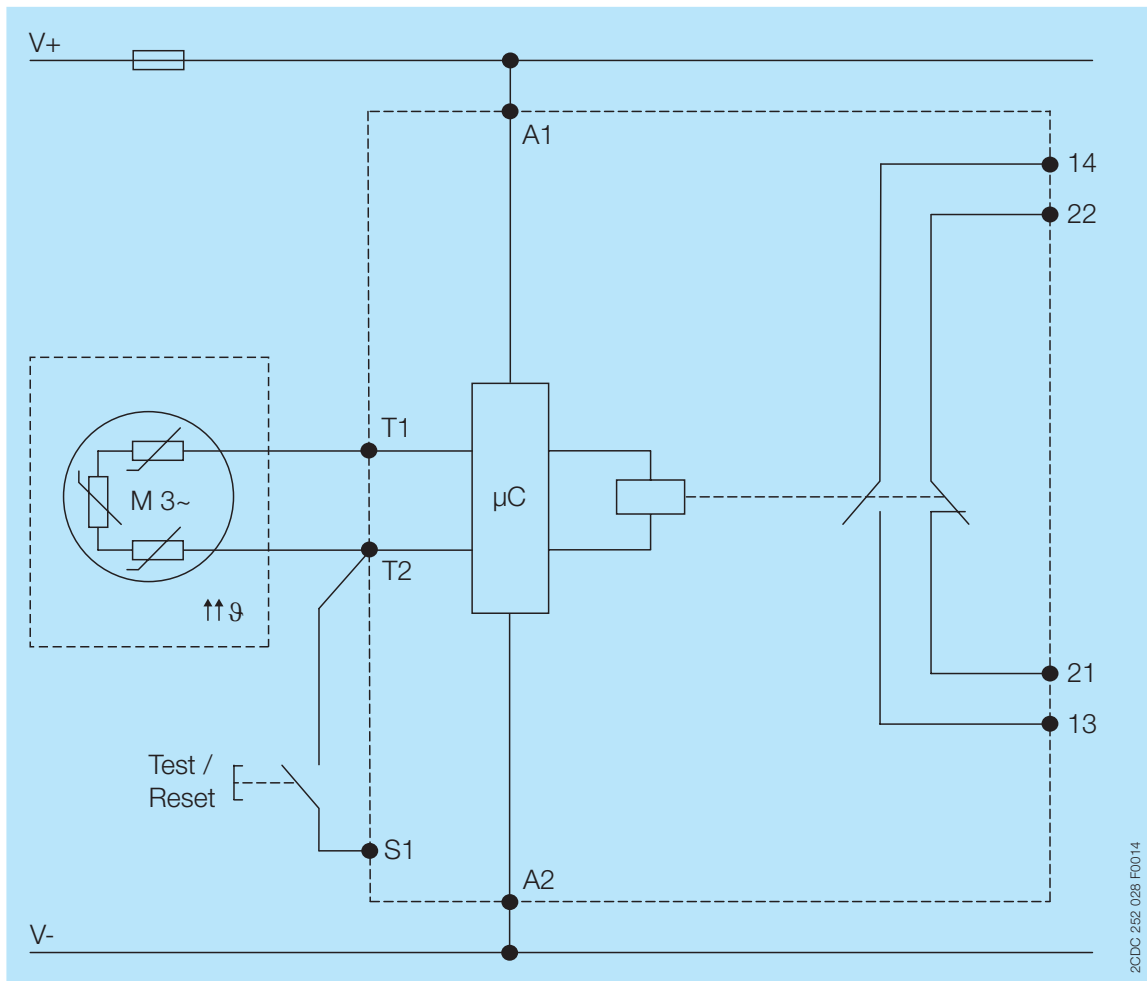 V+
A1
14
22
T1
M 3~
µC
T2
↑↑ϑ
21
13
Test /
Reset
S1
A2
V-
2CDC 252 028 F0014